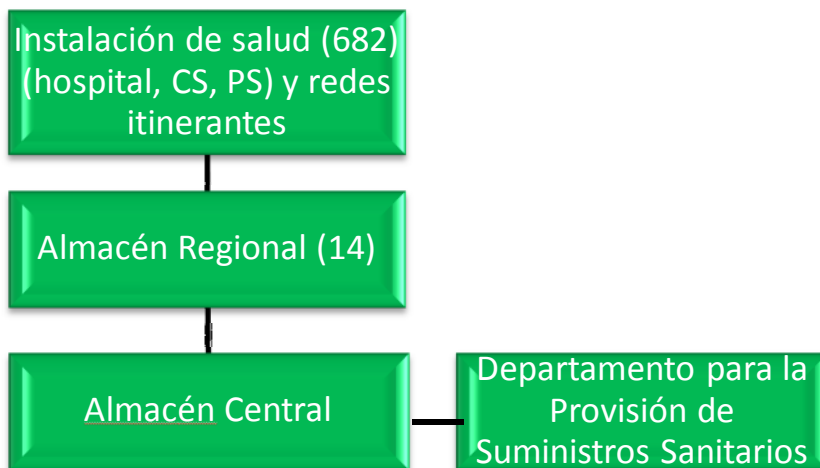 Instalación de salud (682)
(hospital, CS, PS) y redes
itinerantes
Almacén Regional (14)
Almacén Central
Departamento para la
Provisión de
Suministros Sanitarios